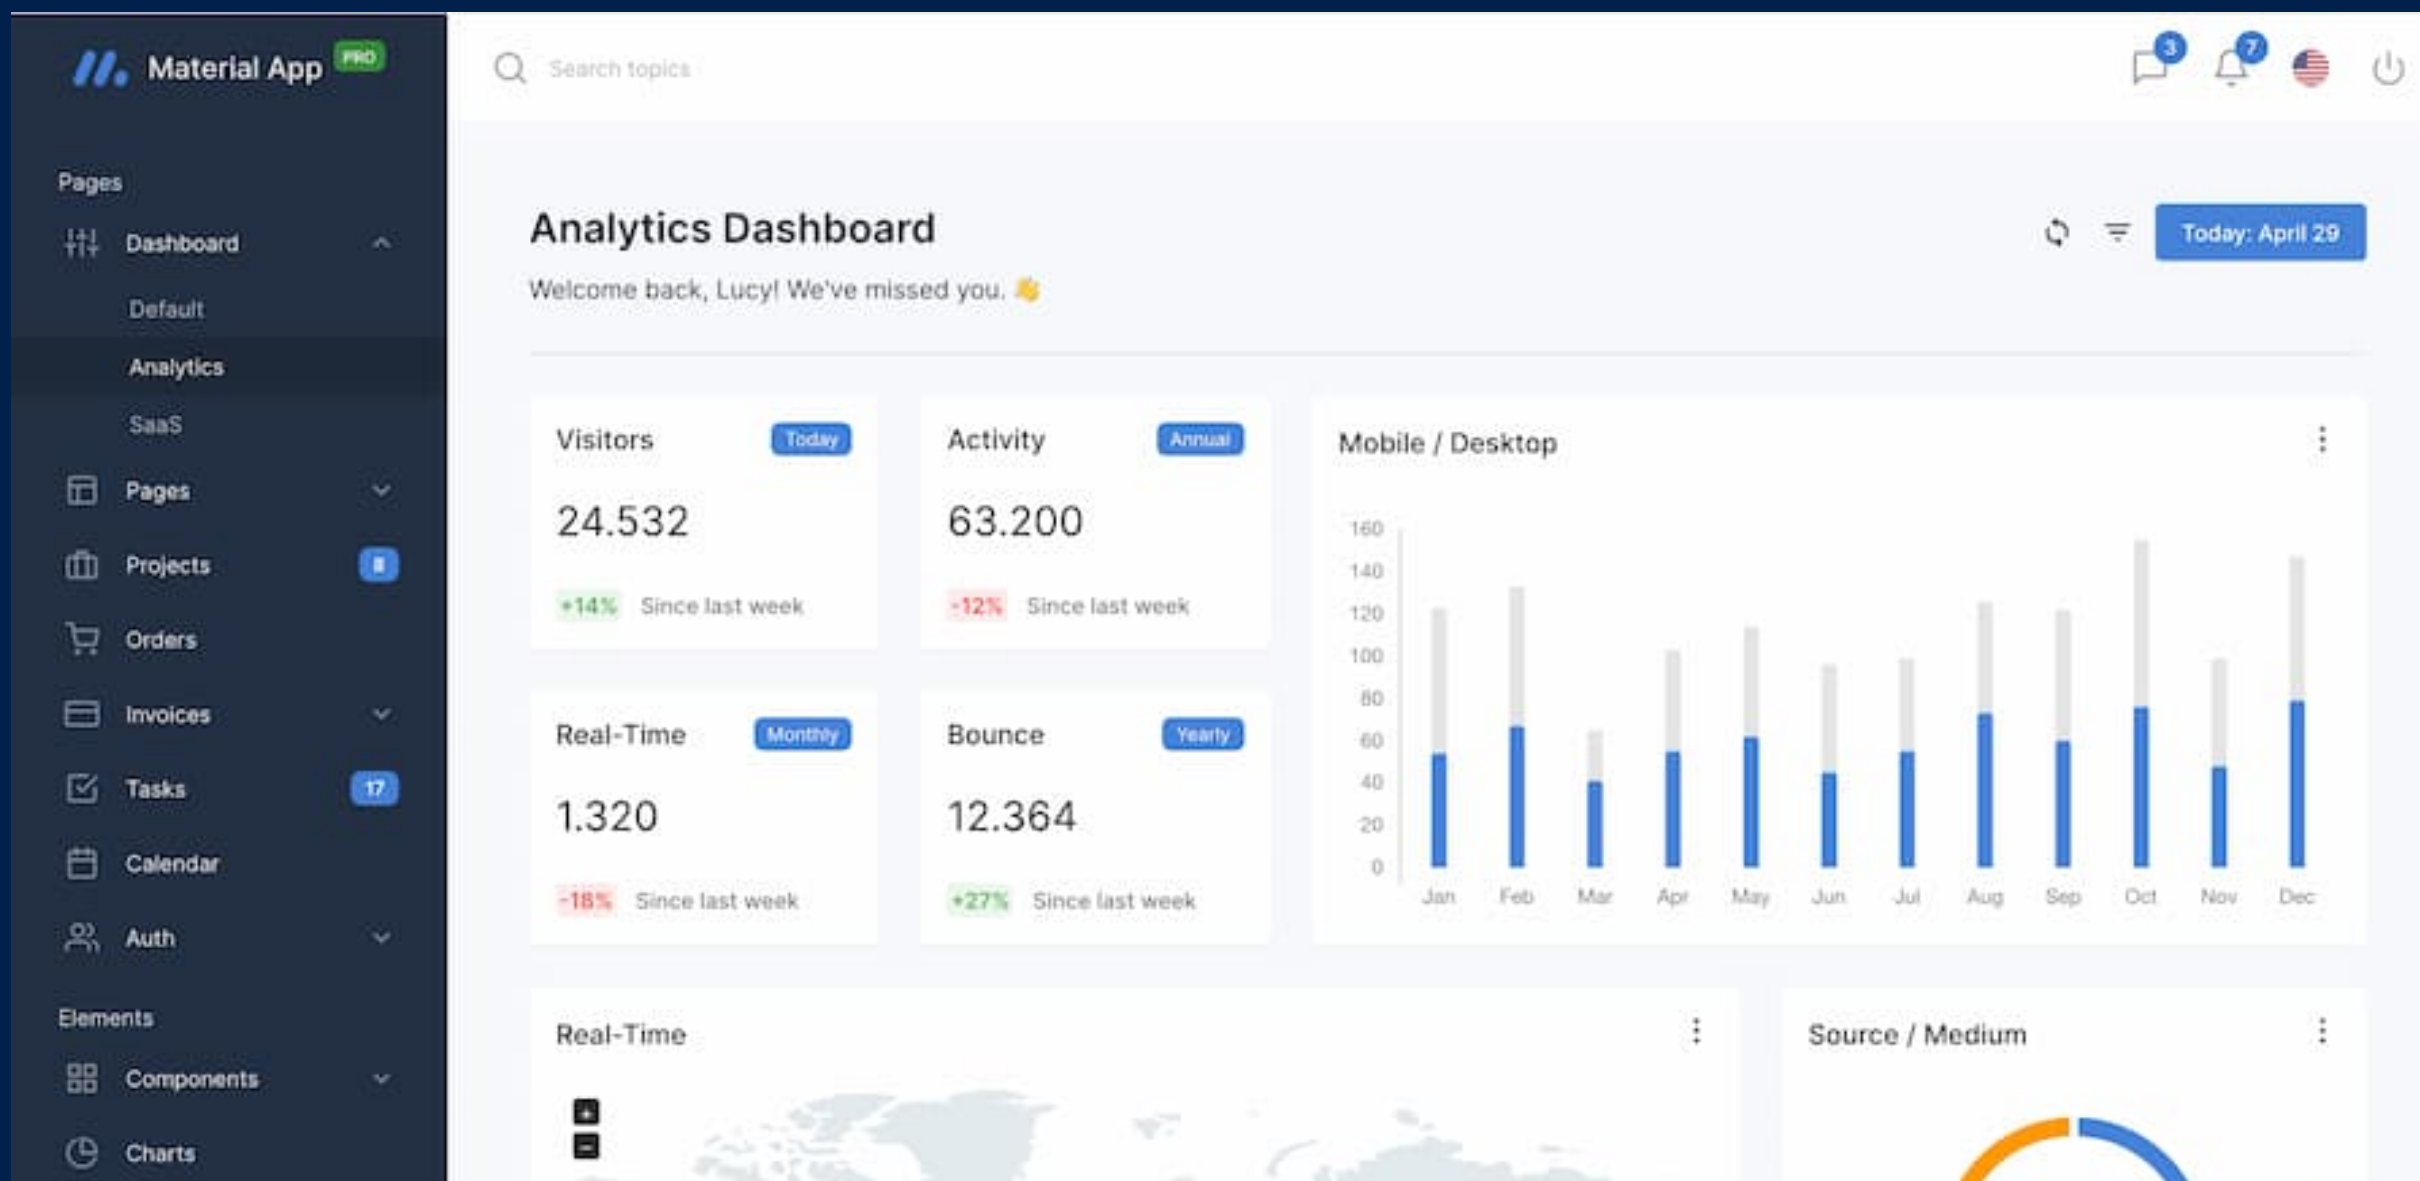 Material App PRO
Search topics
3
7
Pages
Dashboard
Default
Analytics
SaaS
Pages
Projects 8
Orders
Invoices
Tasks 17
Calendar
Auth
Elements
Components
Charts
Analytics Dashboard
Welcome back, Lucy! We've missed you. 👋
Today: April 29
Visitors Today
24.532
+14% Since last week
Activity Annual
63.200
-12% Since last week
Real-Time Monthly
1.320
-18% Since last week
Bounce Yearly
12.364
+27% Since last week
Mobile / Desktop
160
140
120
100
80
60
40
20
0
Jan Feb Mar Apr May Jun Jul Aug Sep Oct Nov Dec
Real-Time
+
-
Source / Medium